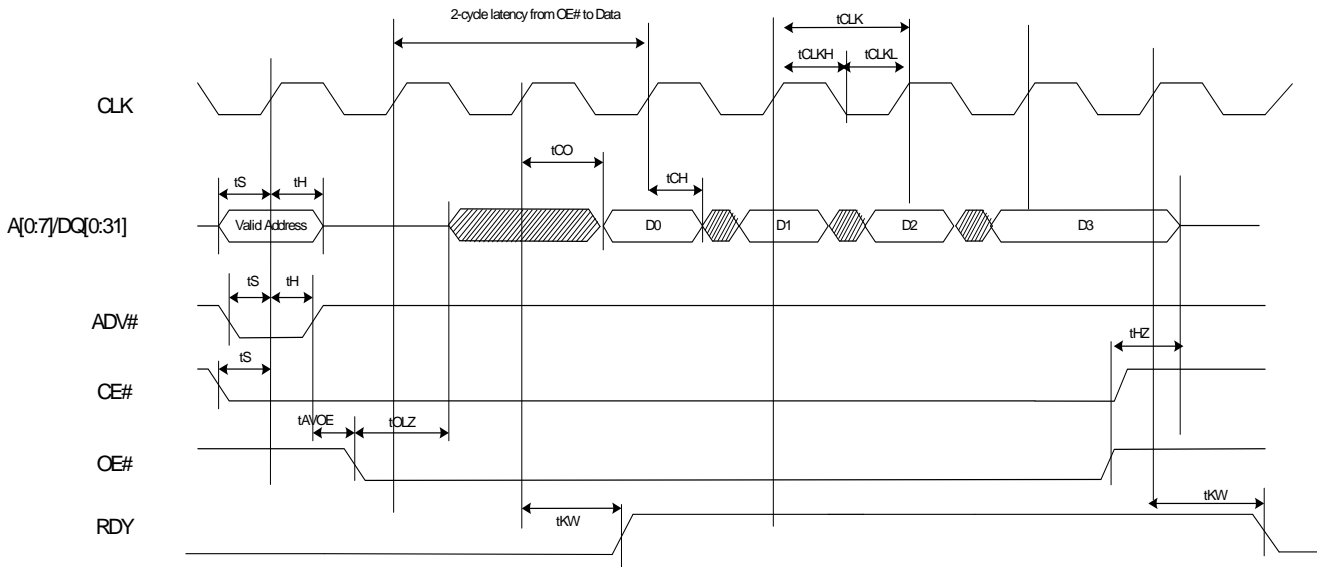 2-cycle latency from OE# to Data
tCLK
tCLKH
tCLKL
CLK
tCO
tCH
tS
tH
A[0:7]/DQ[0:31]
Valid Address
D0
D1
D2
D3
tS
tH
ADV#
tHZ
tS
CE#
tAVOE
tOLZ
OE#
tKW
tKW
RDY